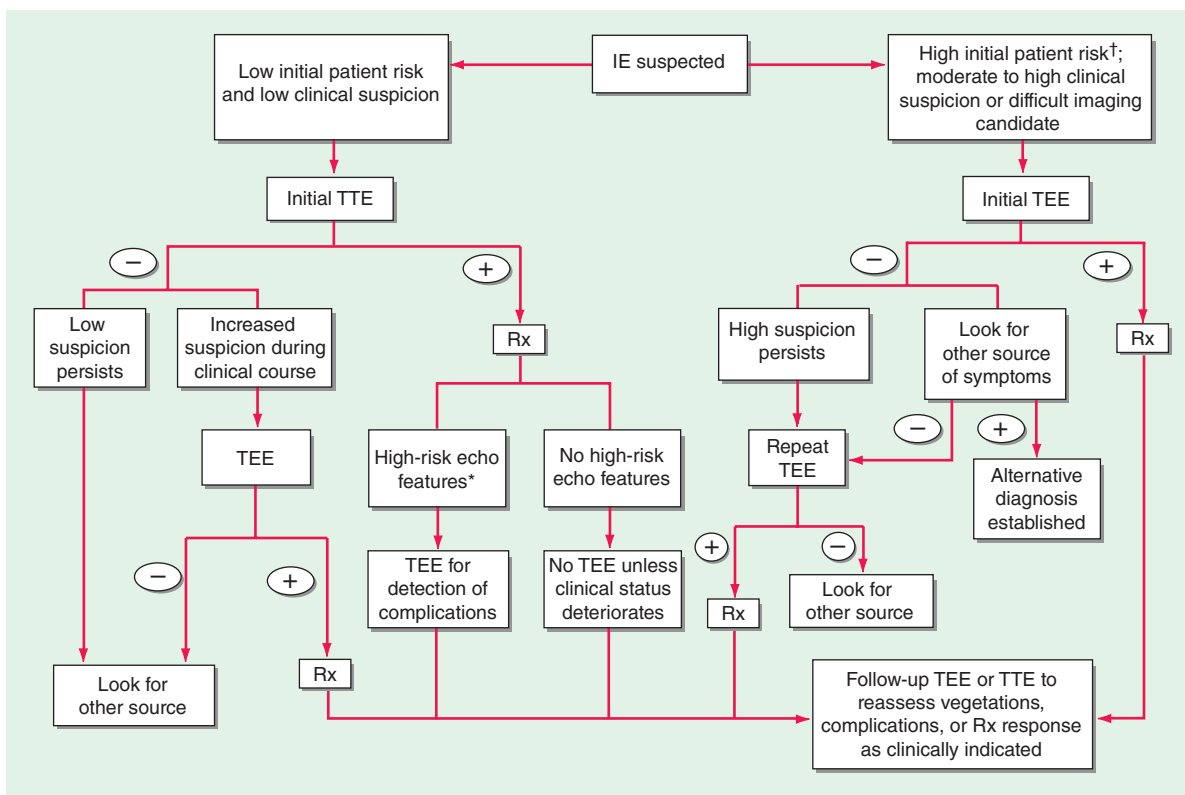 IE suspected
Low initial patient risk
and low clinical suspicion
High initial patient risk†;
moderate to high clinical
suspicion or difficult imaging
candidate
Initial TTE
Initial TEE
−
+
−
+
Low
suspicion
persists
Increased
suspicion during
clinical course
Rx
High suspicion
persists
Look for
other source
of symptoms
Rx
TEE
High-risk echo
features*
No high-risk
echo features
Repeat
TEE
−
+
Alternative
diagnosis
established
−
+
TEE for
detection of
complications
No TEE unless
clinical status
deteriorates
+
−
Rx
Look for
other source
Look for
other source
Rx
Follow-up TEE or TTE to
reassess vegetations,
complications, or Rx response
as clinically indicated